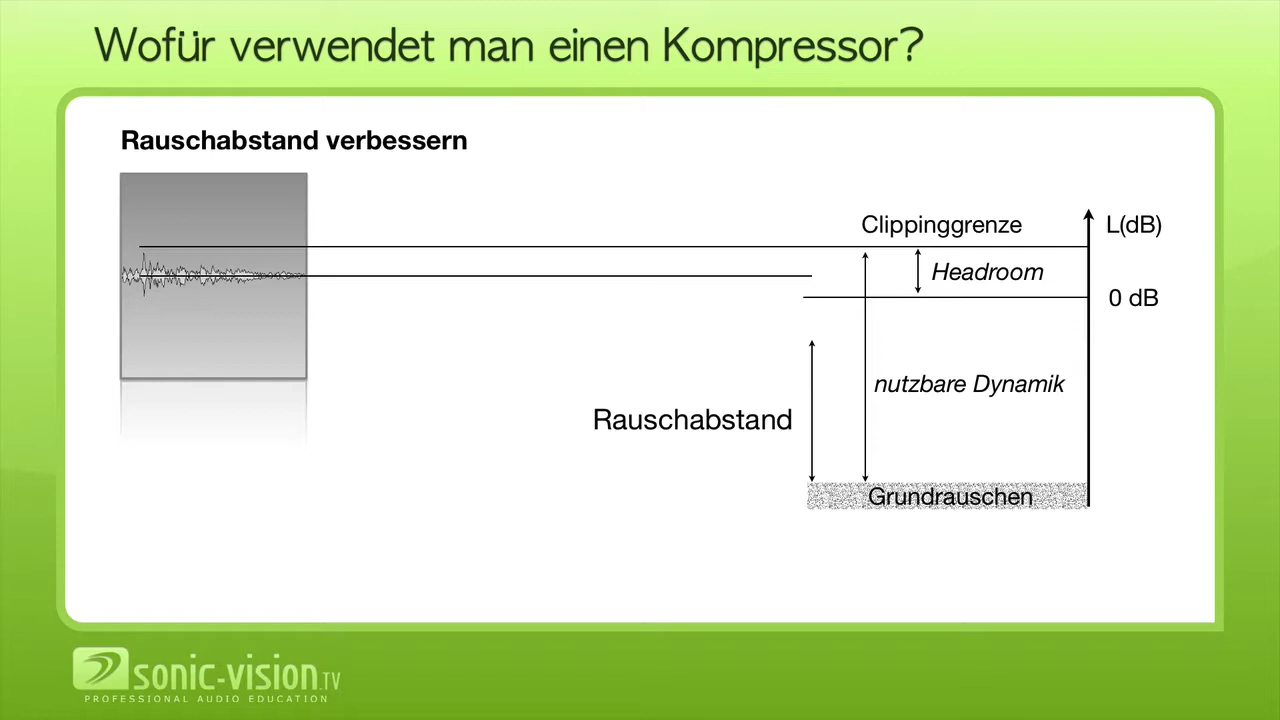 Wofür verwendet man einen Kompressor?
Rauschabstand verbessern
Clippinggrenze
L(dB)
Headroom
0 dB
nutzbare Dynamik
Rauschabstand
Grundrauschen
sonic-vision.TV
PROFESSIONAL AUDIO EDUCATION